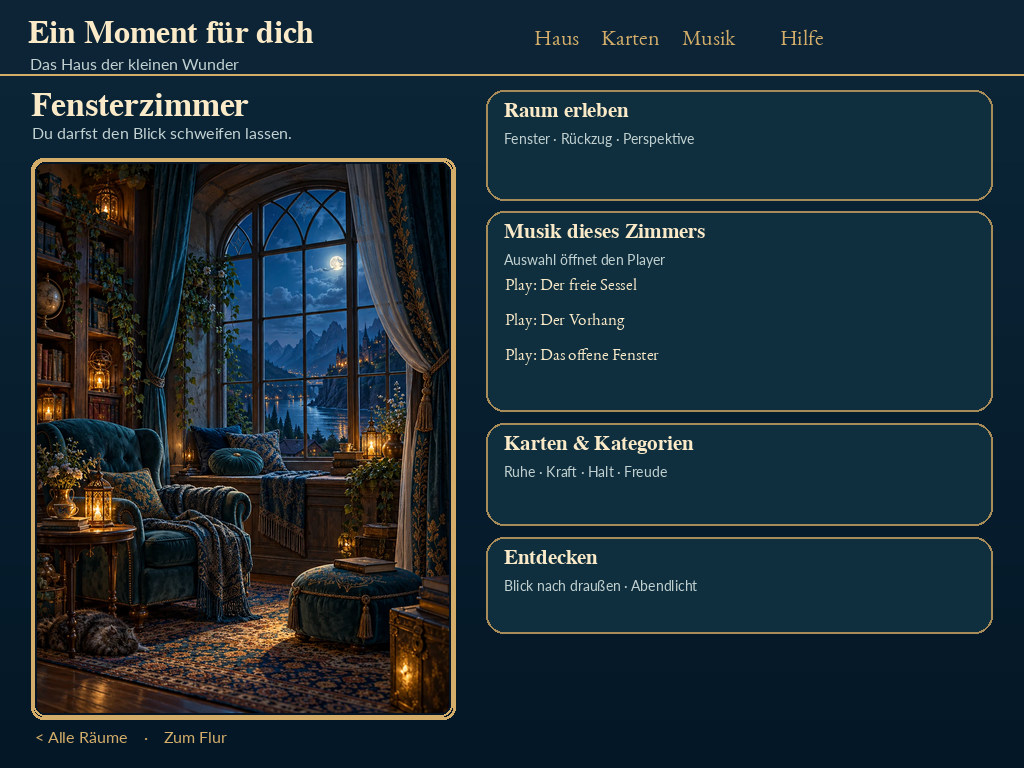 Ein Moment für dich
Das Haus der kleinen Wunder
Haus Karten Musik Hilfe
Fensterzimmer
Du darfst den Blick schweifen lassen.
Raum erleben
Fenster · Rückzug · Perspektive
Musik dieses Zimmers
Auswahl öffnet den Player
Play: Der freie Sessel
Play: Der Vorhang
Play: Das offene Fenster
Karten & Kategorien
Ruhe · Kraft · Halt · Freude
Entdecken
Blick nach draußen · Abendlicht
< Alle Räume · Zum Flur